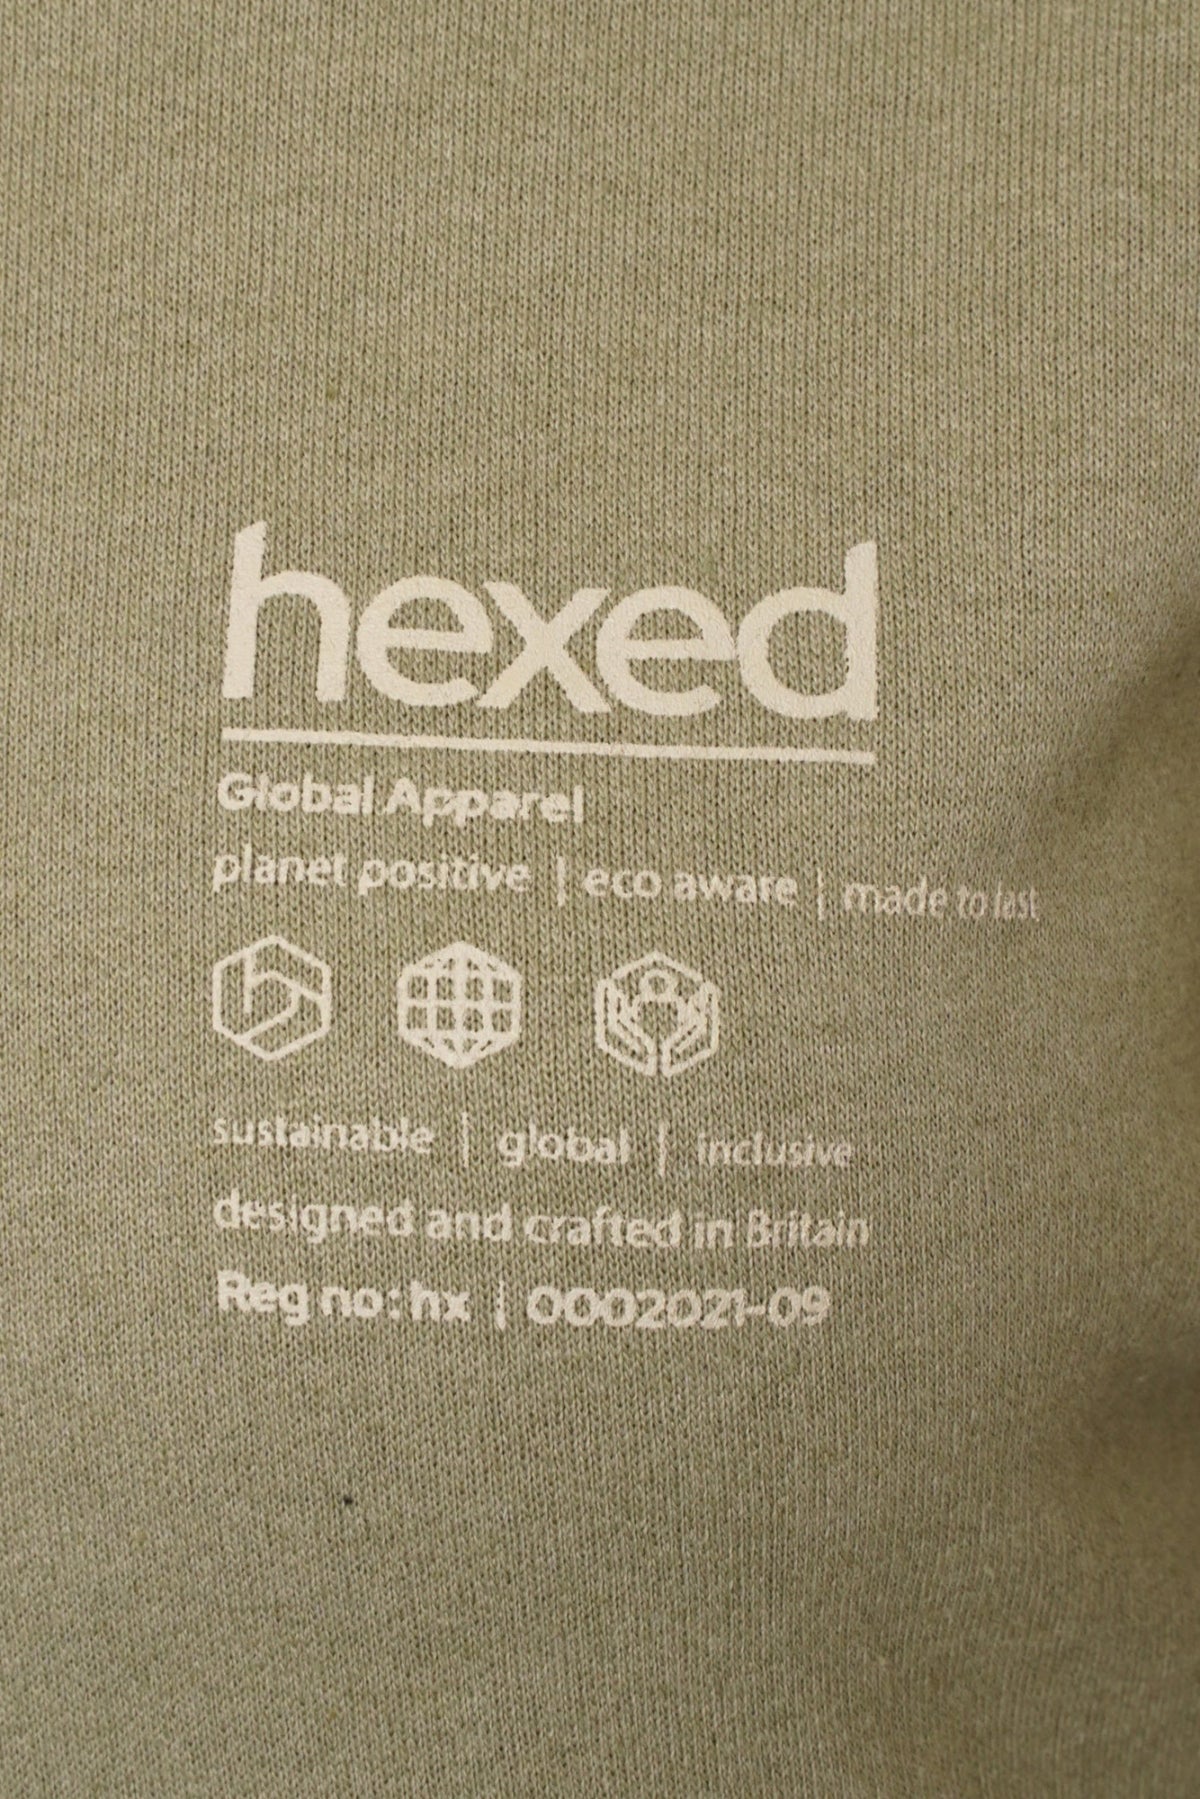 hexed
Global Apparel
planet positive | eco aware | made to last
sustainable | global | inclusive
designed and crafted in Britain
Reg no: hx | 0002021-09